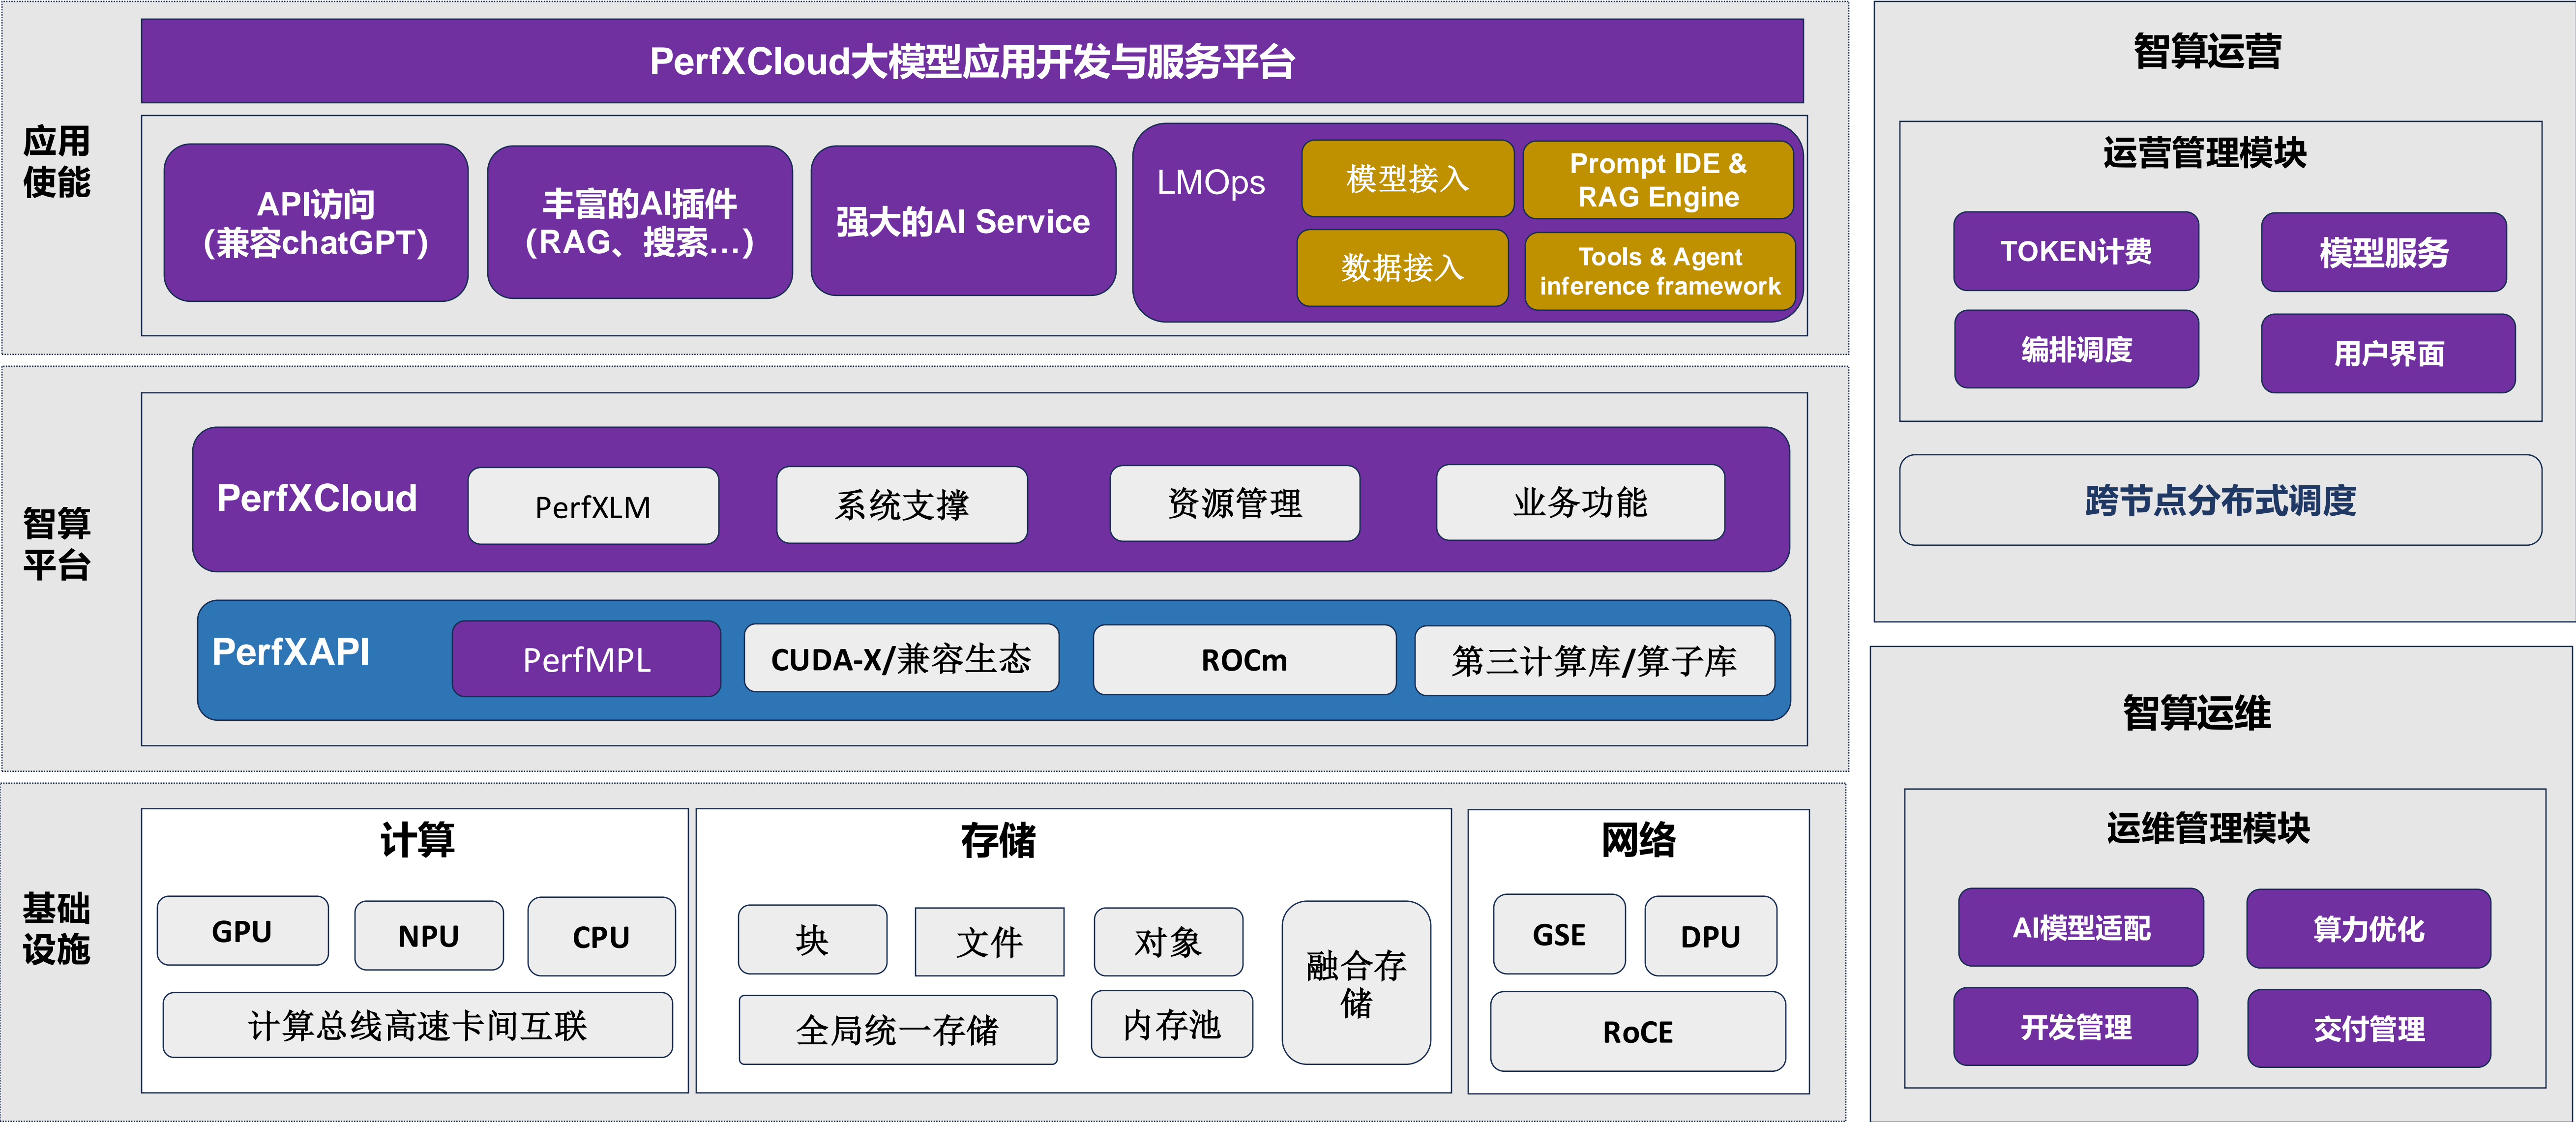 应用
使能
PerfXCloud大模型应用开发与服务平台
API访问
（兼容chatGPT）
丰富的AI插件
（RAG、搜索...）
强大的AI Service
LMOps
模型接入
Prompt IDE &
RAG Engine
数据接入
Tools & Agent
inference framework
智算
平台
PerfXCloud
PerfXLM
系统支撑
资源管理
业务功能
PerfXAPI
PerfMPL
CUDA-X/兼容生态
ROCm
第三计算库/算子库
基础
设施
计算
GPU
NPU
CPU
计算总线高速卡间互联
存储
块
文件
对象
全局统一存储
内存池
融合存
储
网络
GSE
DPU
RoCE
智算运营
运营管理模块
TOKEN计费
模型服务
编排调度
用户界面
跨节点分布式调度
智算运维
运维管理模块
AI模型适配
算力优化
开发管理
交付管理